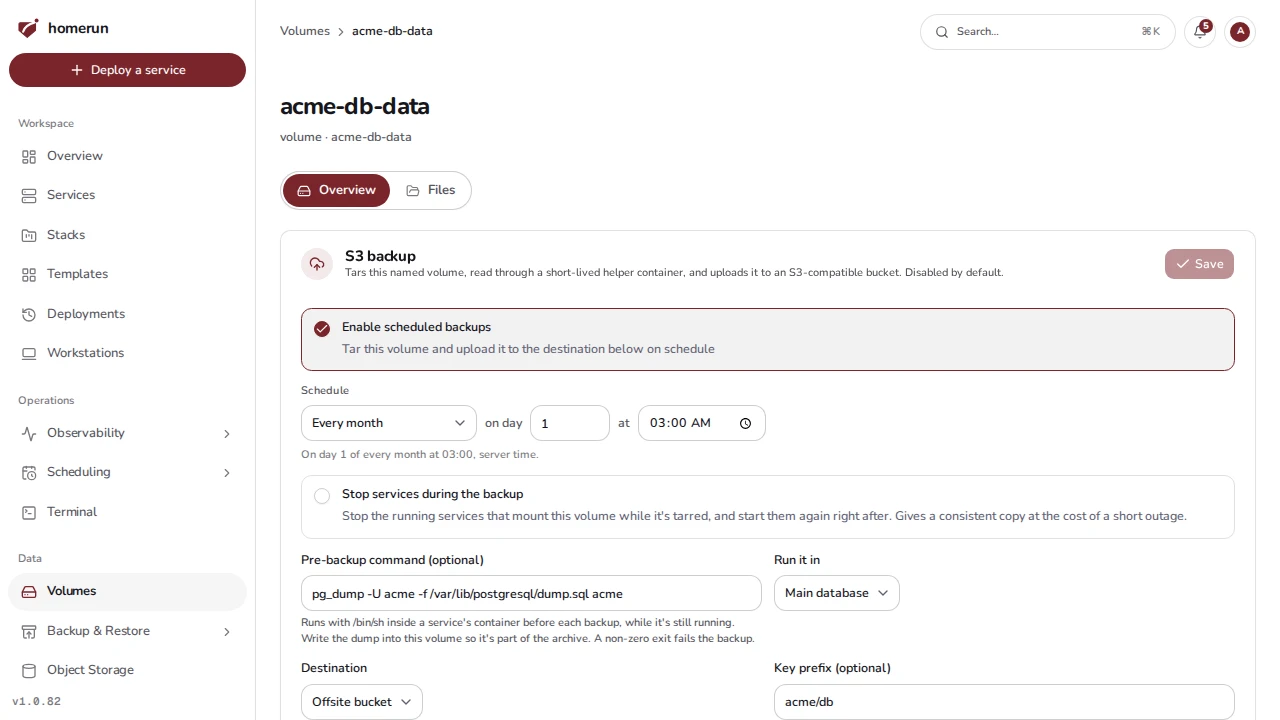 homerun
Deploy a service
Workspace
Overview
Services
Stacks
Templates
Deployments
Workstations
Operations
Observability
Scheduling
Terminal
Data
Volumes
Backup & Restore
Object Storage
v1.0.82
Volumes > acme-db-data
Search...
⌘K
5
A
acme-db-data
volume · acme-db-data
Overview
Files
S3 backup
Tars this named volume, read through a short-lived helper container, and uploads it to an S3-compatible bucket. Disabled by default.
Save
Enable scheduled backups
Tar this volume and upload it to the destination below on schedule
Schedule
Every month on day 1 at 03:00 AM
On day 1 of every month at 03:00, server time.
Stop services during the backup
Stop the running services that mount this volume while it's tarred, and start them again right after. Gives a consistent copy at the cost of a short outage.
Pre-backup command (optional)
Run it in
pg_dump -U acme -f /var/lib/postgresql/dump.sql acme
Main database
Runs with /bin/sh inside a service's container before each backup, while it's still running.
Write the dump into this volume so it's part of the archive. A non-zero exit fails the backup.
Destination
Key prefix (optional)
Offsite bucket
acme/db